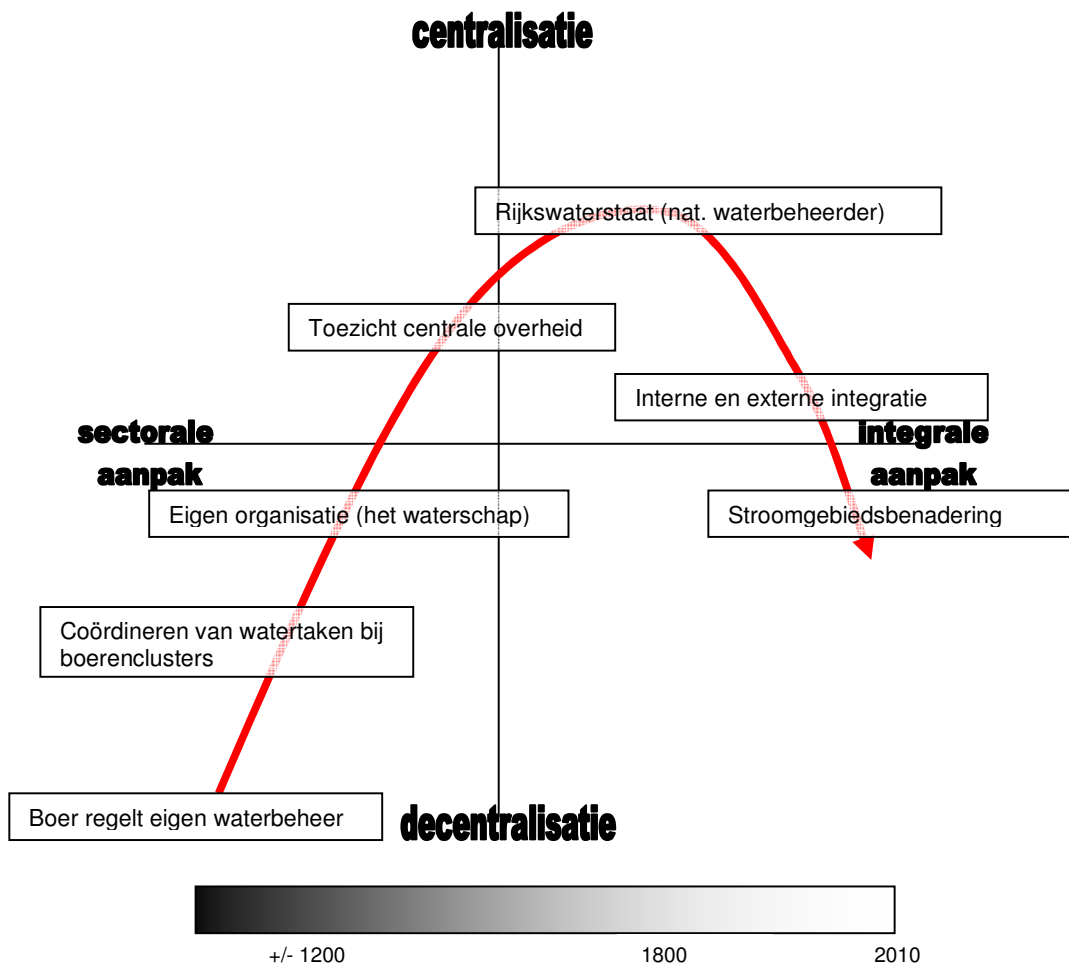 centralisatie
Rijkswaterstaat (nat. waterbeheerder)
Toezicht centrale overheid
Interne en externe integratie
sectorale
aanpak
integrale
aanpak
Eigen organisatie (het waterschap)
Stroomgebiedsbenadering
Coördineren van watertaken bij
boerenclusters
Boer regelt eigen waterbeheer
decentralisatie
+/- 1200
1800
2010